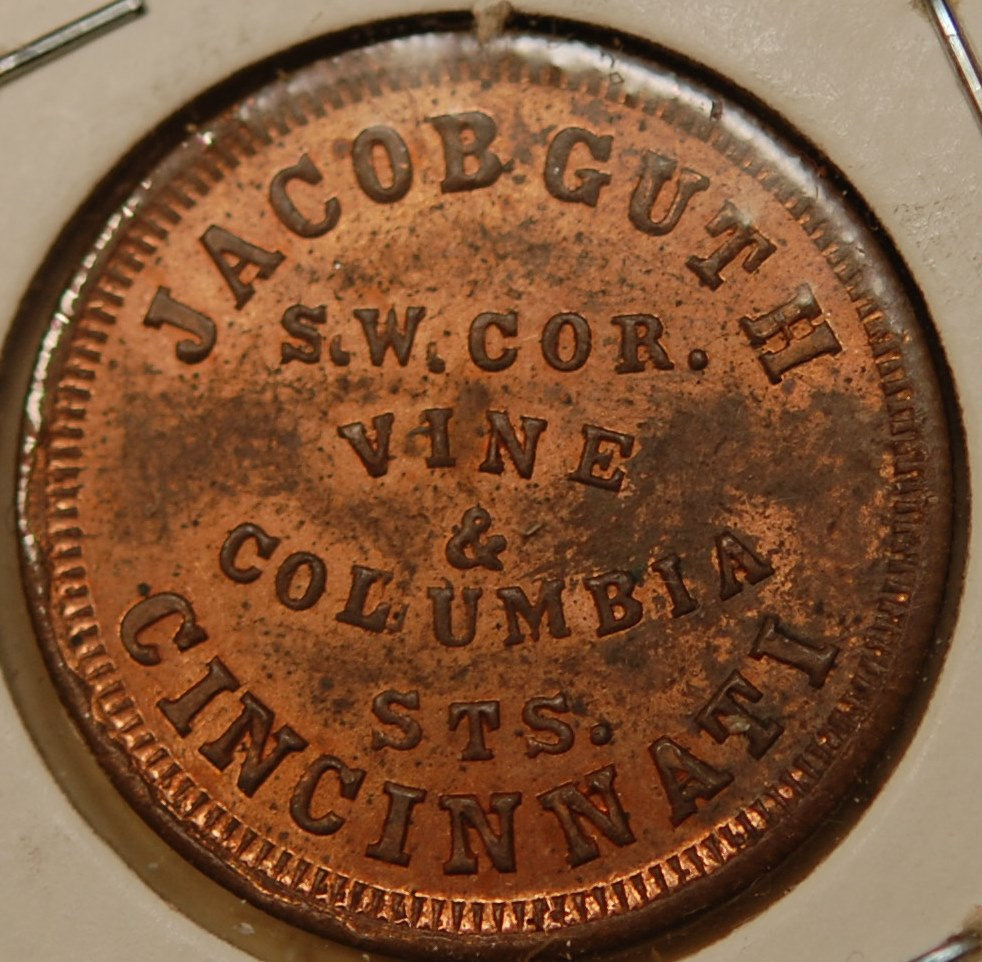 JACOB GUTH
S.W. COR.
VINE
&
COLUMBIA
STS.
CINCINNATI